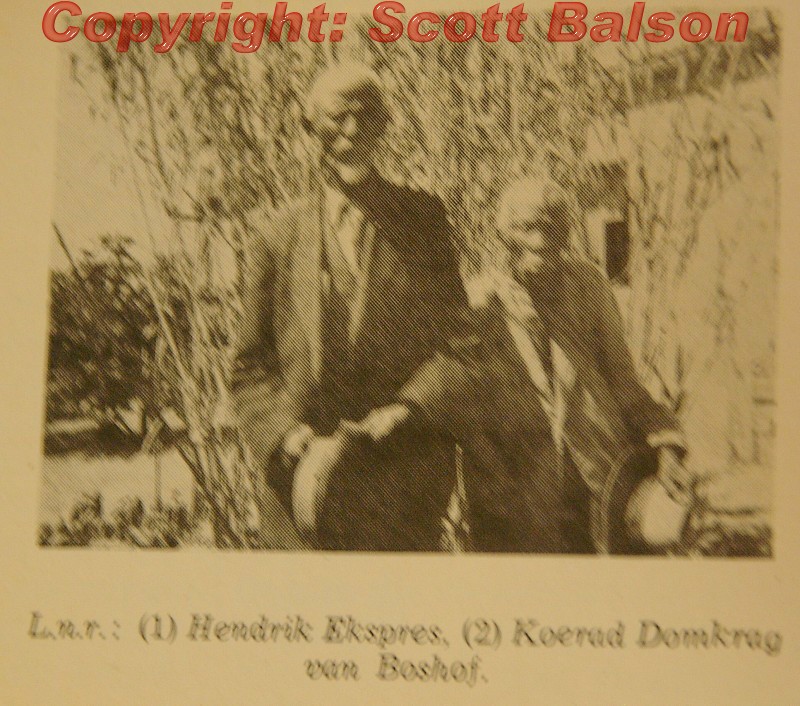 Copyright: Scott Balson
L.n.r.: (1) Hendrik Ekspres, (2) Koerad Domkrag
van Boshof.